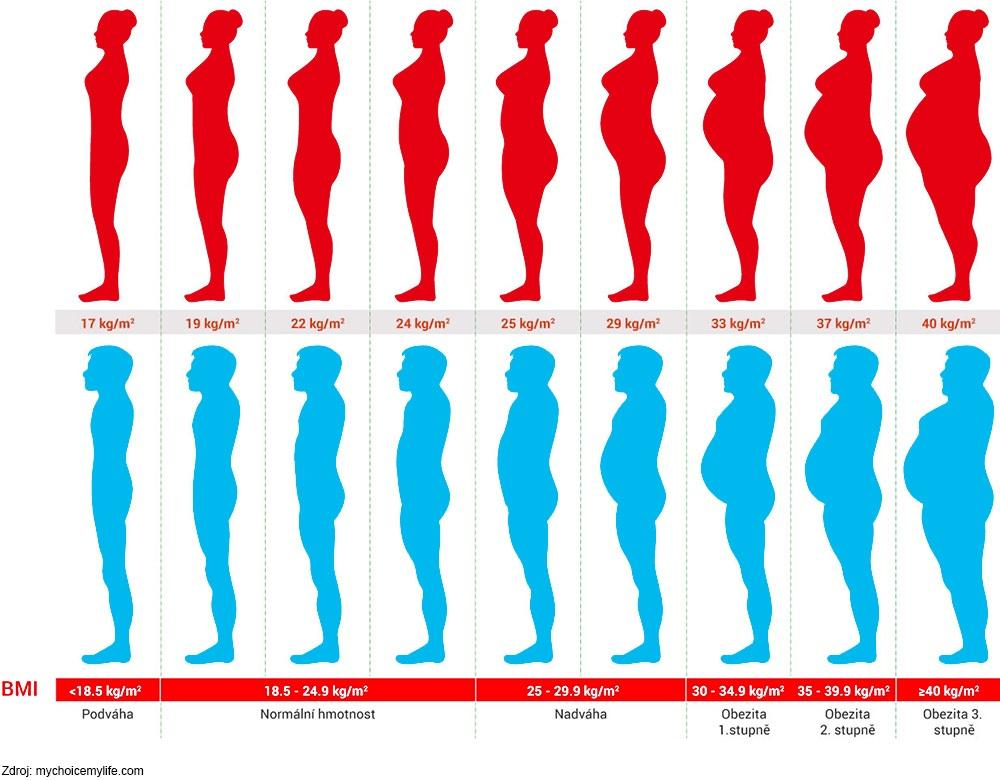 17 kg/m² 19 kg/m² 22 kg/m² 24 kg/m² 25 kg/m² 29 kg/m² 33 kg/m² 37 kg/m² 40 kg/m²
BMI <18.5 kg/m² 18.5 - 24.9 kg/m² 25 - 29.9 kg/m² 30 - 34.9 kg/m² 35 - 39.9 kg/m² ≥40 kg/m²
Podváha Normální hmotnost Nadváha Obezita Obezita Obezita 3.
1.stupně 2. stupně stupně
Zdroj: mychoicemylife.com